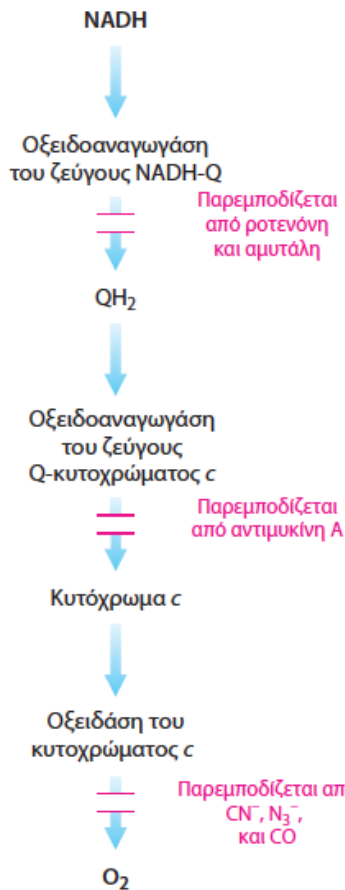 NADH
Οξειδοαναγωγάση
του ζεύγους NADH-Q
Παρεμποδίζεται
από ροτενόνη
και αμυτάλη
QH₂
Οξειδοαναγωγάση
του ζεύγους
Q-κυτοχρώματος c
Παρεμποδίζεται
από αντιμυκίνη Α
Κυτόχρωμα c
Οξειδάση του
κυτοχρώματος c
Παρεμποδίζεται απ
CN⁻, N₃⁻,
και CO
O₂